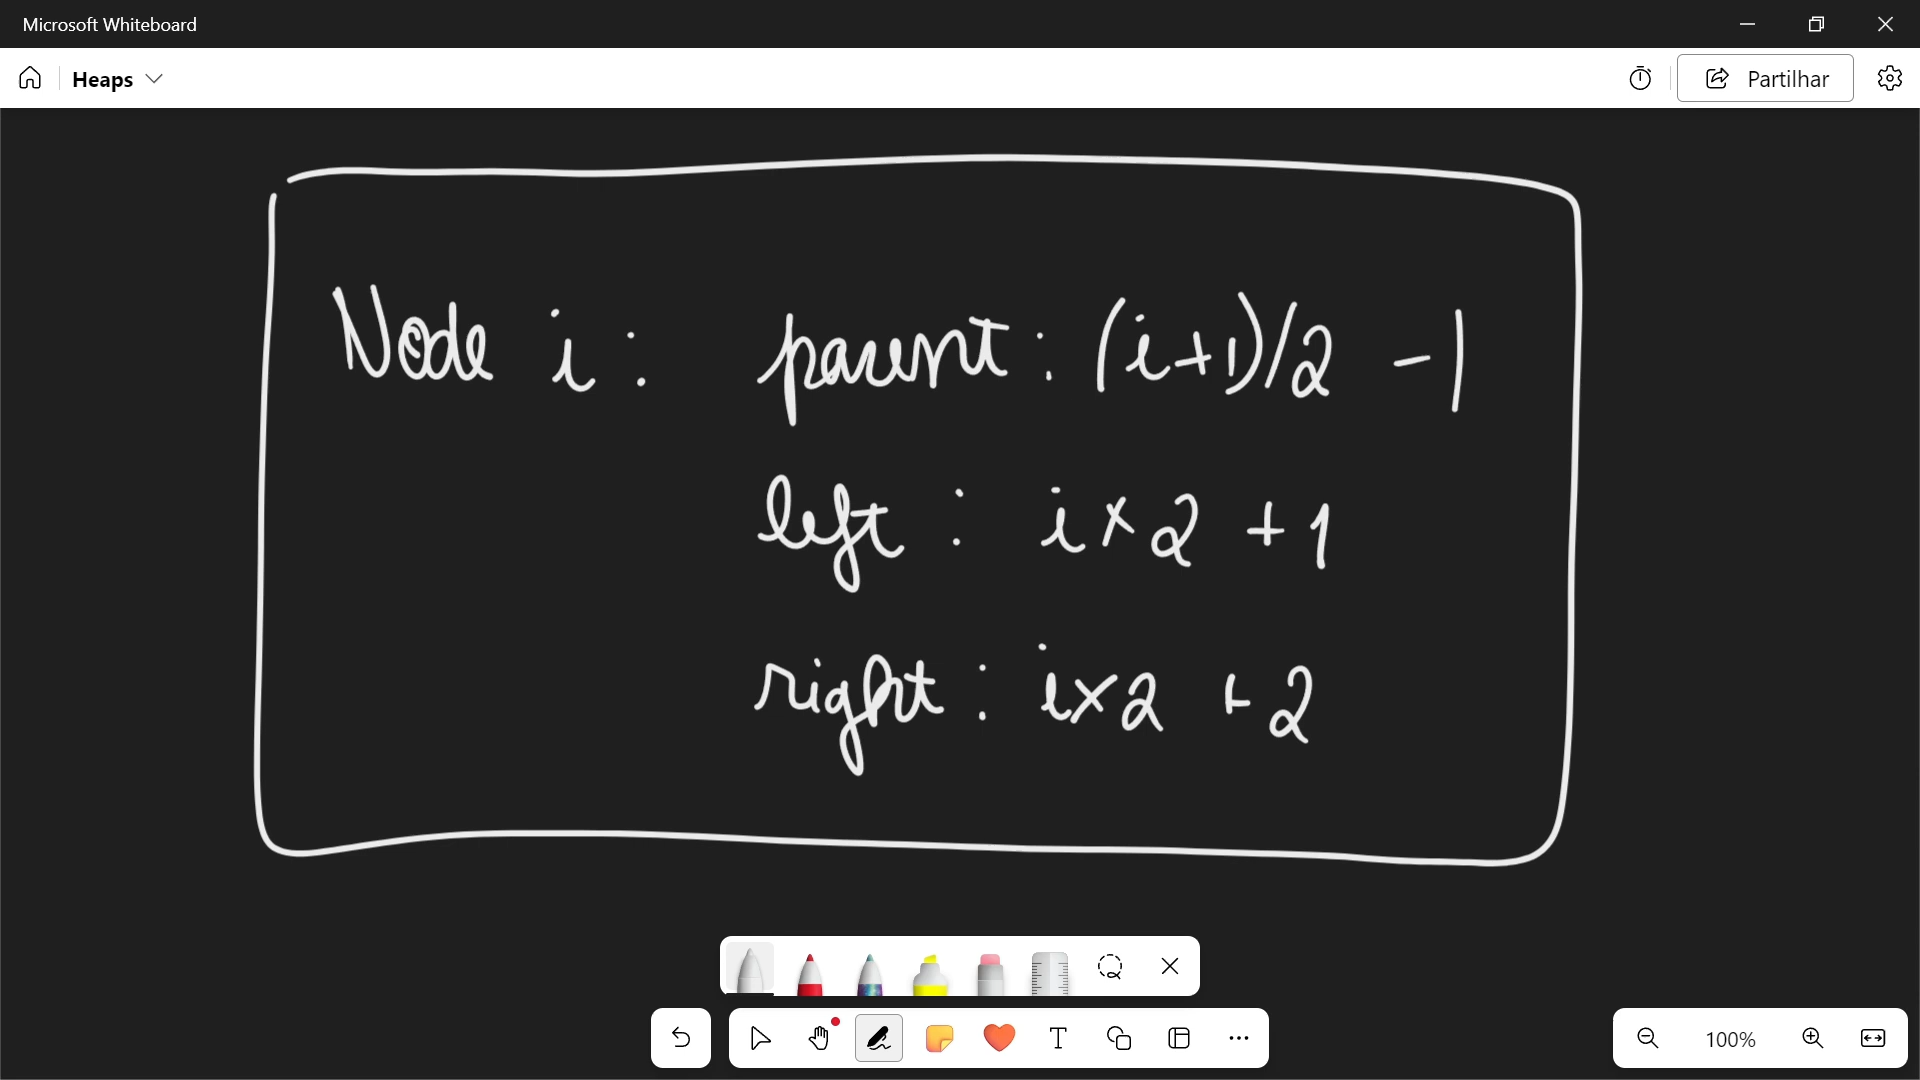 Microsoft Whiteboard
Heaps
Partilhar
Node i : parent : (i+1)/2 -1
left : i×2 +1
right : i×2 +2
T
100%